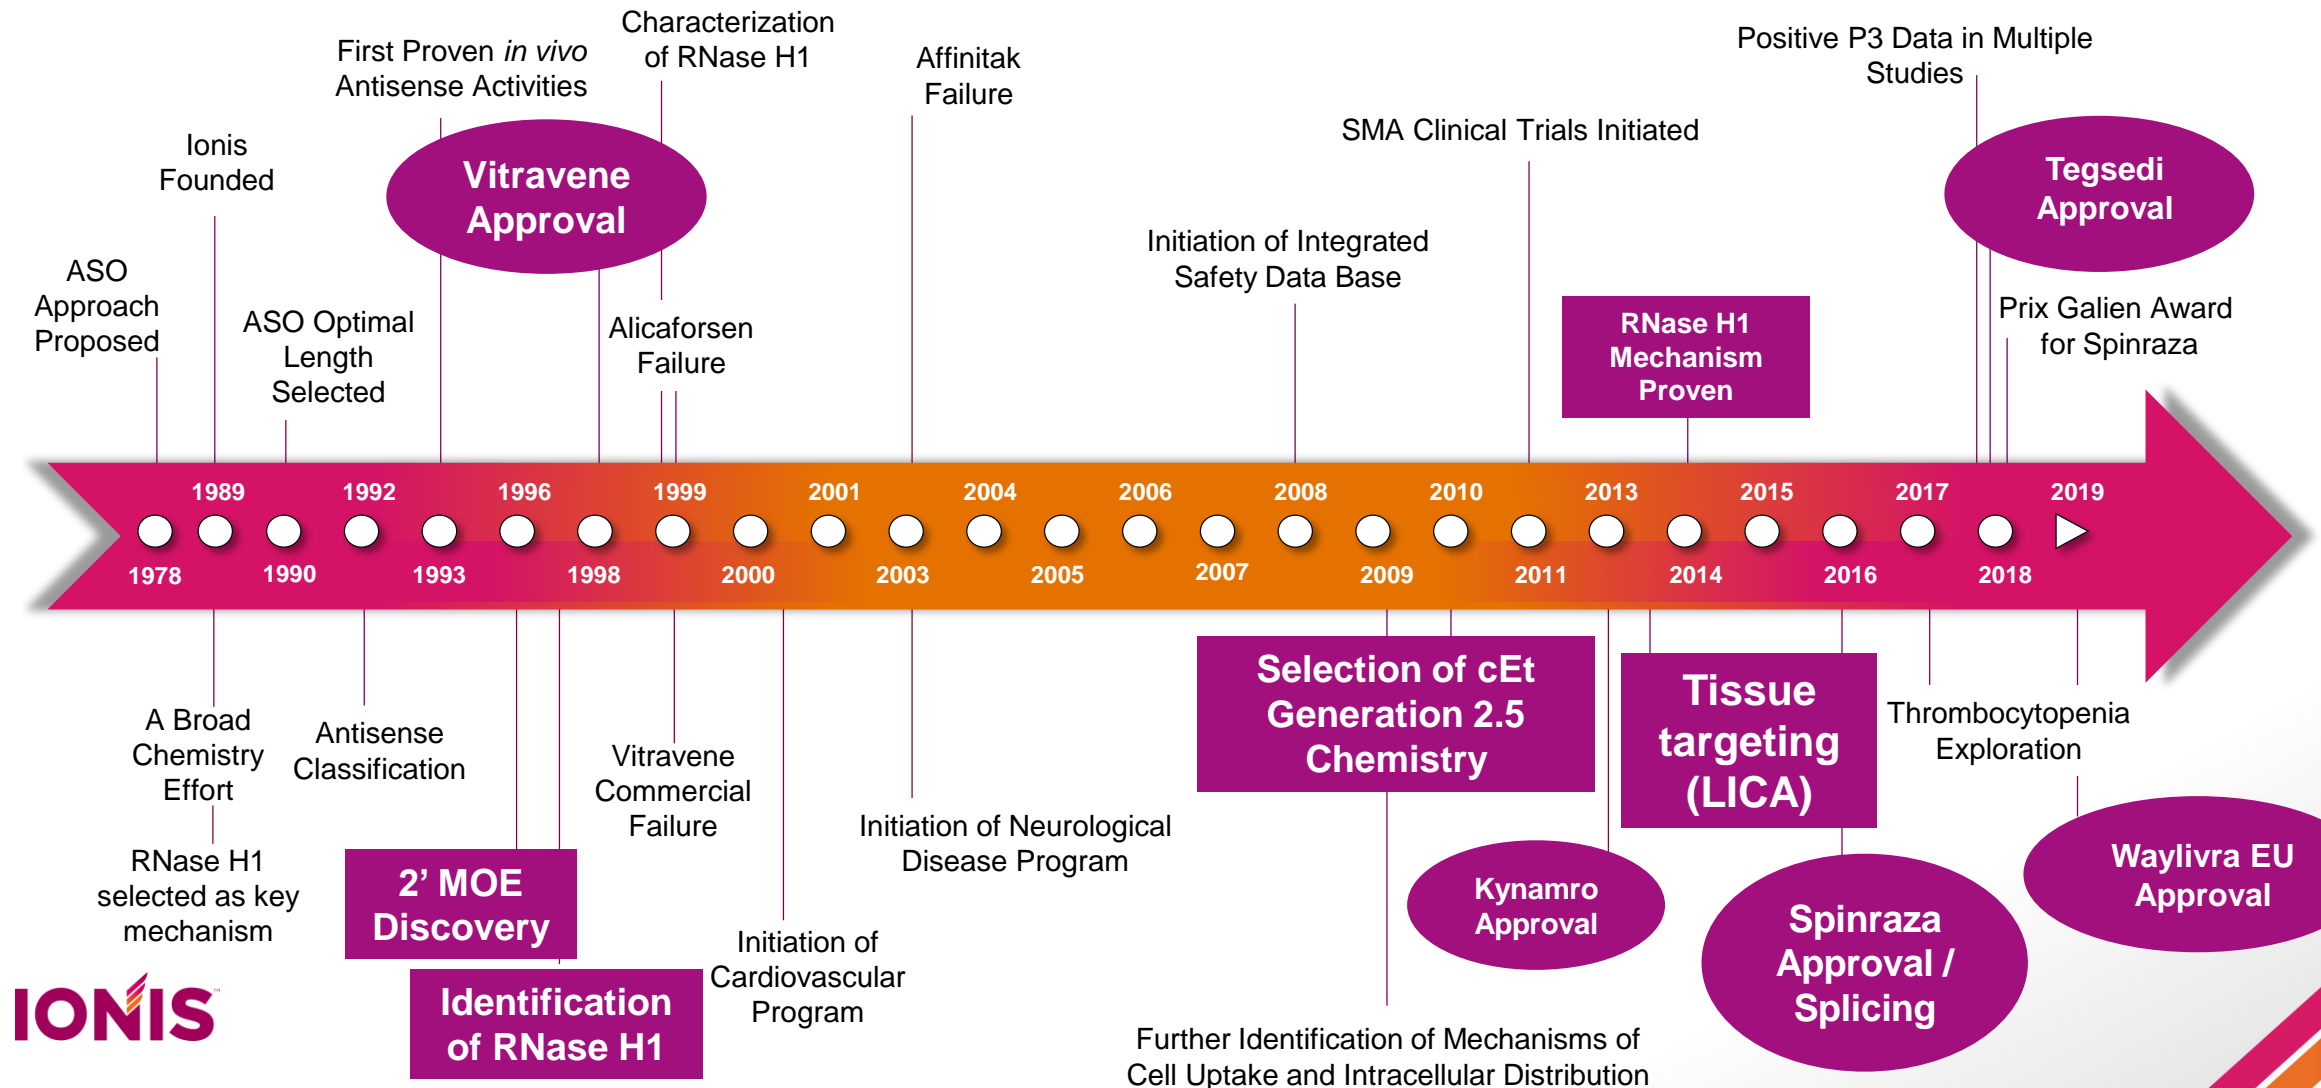 Characterization
of RNase H1
First Proven in vivo
Antisense Activities
Affinitak
Failure
Positive P3 Data in Multiple
Studies
Ionis
Founded
Vitravene
Approval
SMA Clinical Trials Initiated
Tegsedi
Approval
ASO
Approach
Proposed
ASO Optimal
Length
Selected
Alicaforsen
Failure
Initiation of Integrated
Safety Data Base
RNase H1
Mechanism
Proven
Prix Galien Award
for Spinraza
1989 1992 1996 1999 2001 2004 2006 2008 2010 2013 2015 2017 2019
1978 1990 1993 1998 2000 2003 2005 2007 2009 2011 2014 2016 2018
A Broad
Chemistry
Effort
RNase H1
selected as key
mechanism
Antisense
Classification
2’ MOE
Discovery
Identification
of RNase H1
Vitravene
Commercial
Failure
Initiation of
Cardiovascular
Program
Initiation of Neurological
Disease Program
Selection of cEt
Generation 2.5
Chemistry
Further Identification of Mechanisms of
Cell Uptake and Intracellular Distribution
Kynamro
Approval
Tissue
targeting
(LICA)
Spinraza
Approval /
Splicing
Thrombocytopenia
Exploration
Waylivra EU
Approval
IONIS™